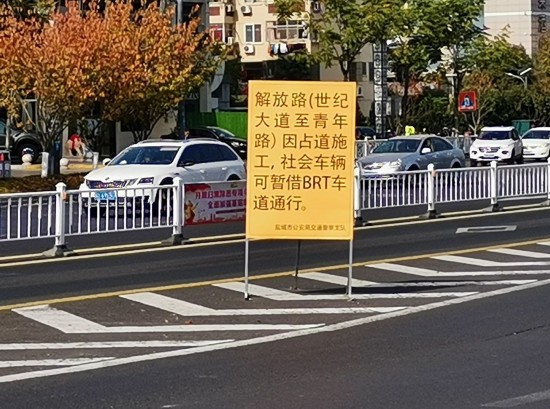 解放路(世纪
大道至青年
路)因占道施
工,社会车辆
可暂借BRT车
道通行。
盐城市公安局交通警察支队